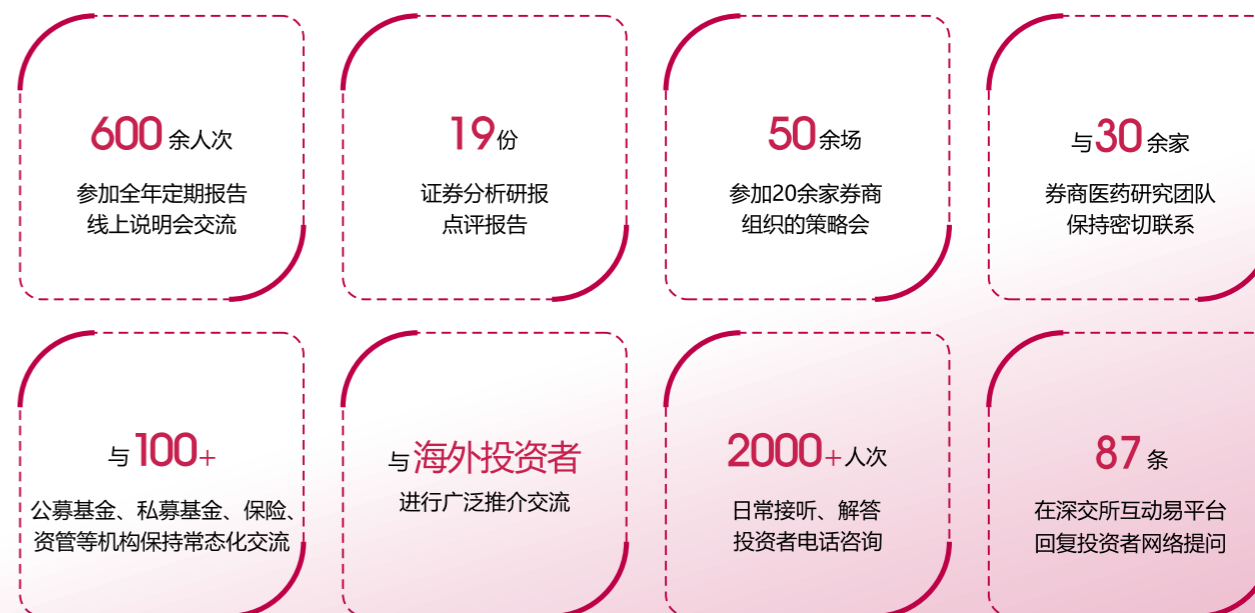 600余人次
参加全年定期报告
线上说明会交流
19份
证券分析研报
点评报告
50余场
参加20余家券商
组织的策略会
与30余家
券商医药研究团队
保持密切联系
与100+
公募基金、私募基金、保险、
资管等机构保持常态化交流
与海外投资者
进行广泛推介交流
2000+人次
日常接听、解答
投资者电话咨询
87条
在深交所互动易平台
回复投资者网络提问